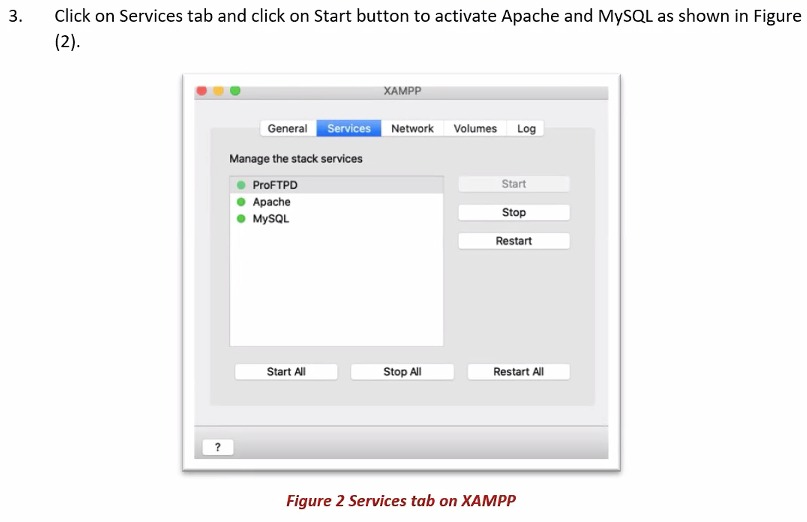 3. Click on Services tab and click on Start button to activate Apache and MySQL as shown in Figure
(2).
XAMPP
General Services Network Volumes Log
Manage the stack services
ProFTPD
Apache
MySQL
Start
Stop
Restart
Start All Stop All Restart All
?
Figure 2 Services tab on XAMPP